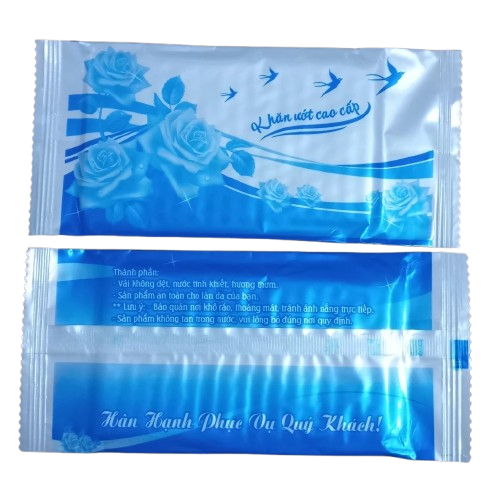 Khăn ướt cao cấp
Thành phần:
Vải không dệt, nước tinh khiết, hương thơm.
- Sản phẩm an toàn cho làn da của bạn.
** Lưu ý: - Bảo quản nơi khô ráo, thoáng mát, tránh ánh nắng trực tiếp.
- Sản phẩm không tan trong nước, vui lòng bỏ đúng nơi quy định.
Hân Hạnh Phục Vụ Quý Khách!